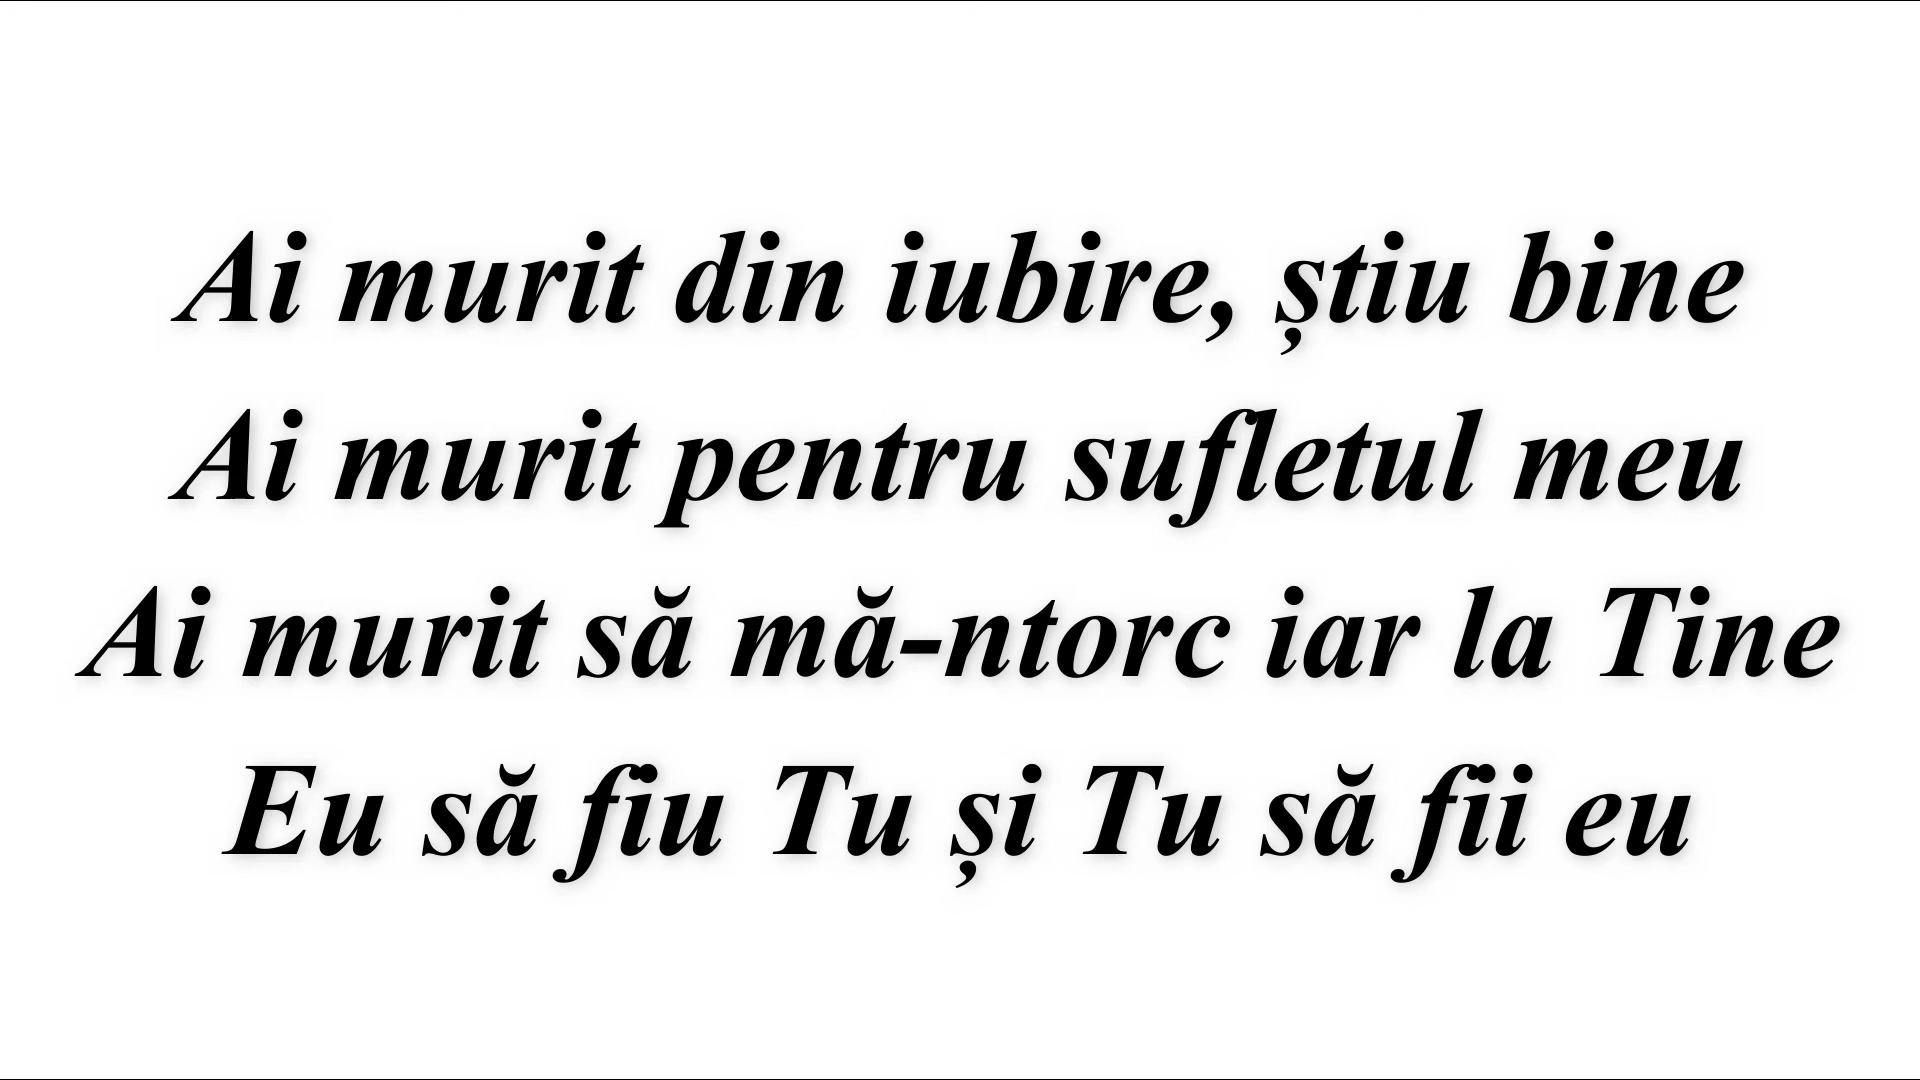 Ai murit din iubire, știu bine
Ai murit pentru sufletul meu
Ai murit să mă-ntorc iar la Tine
Eu să fiu Tu și Tu să fii eu